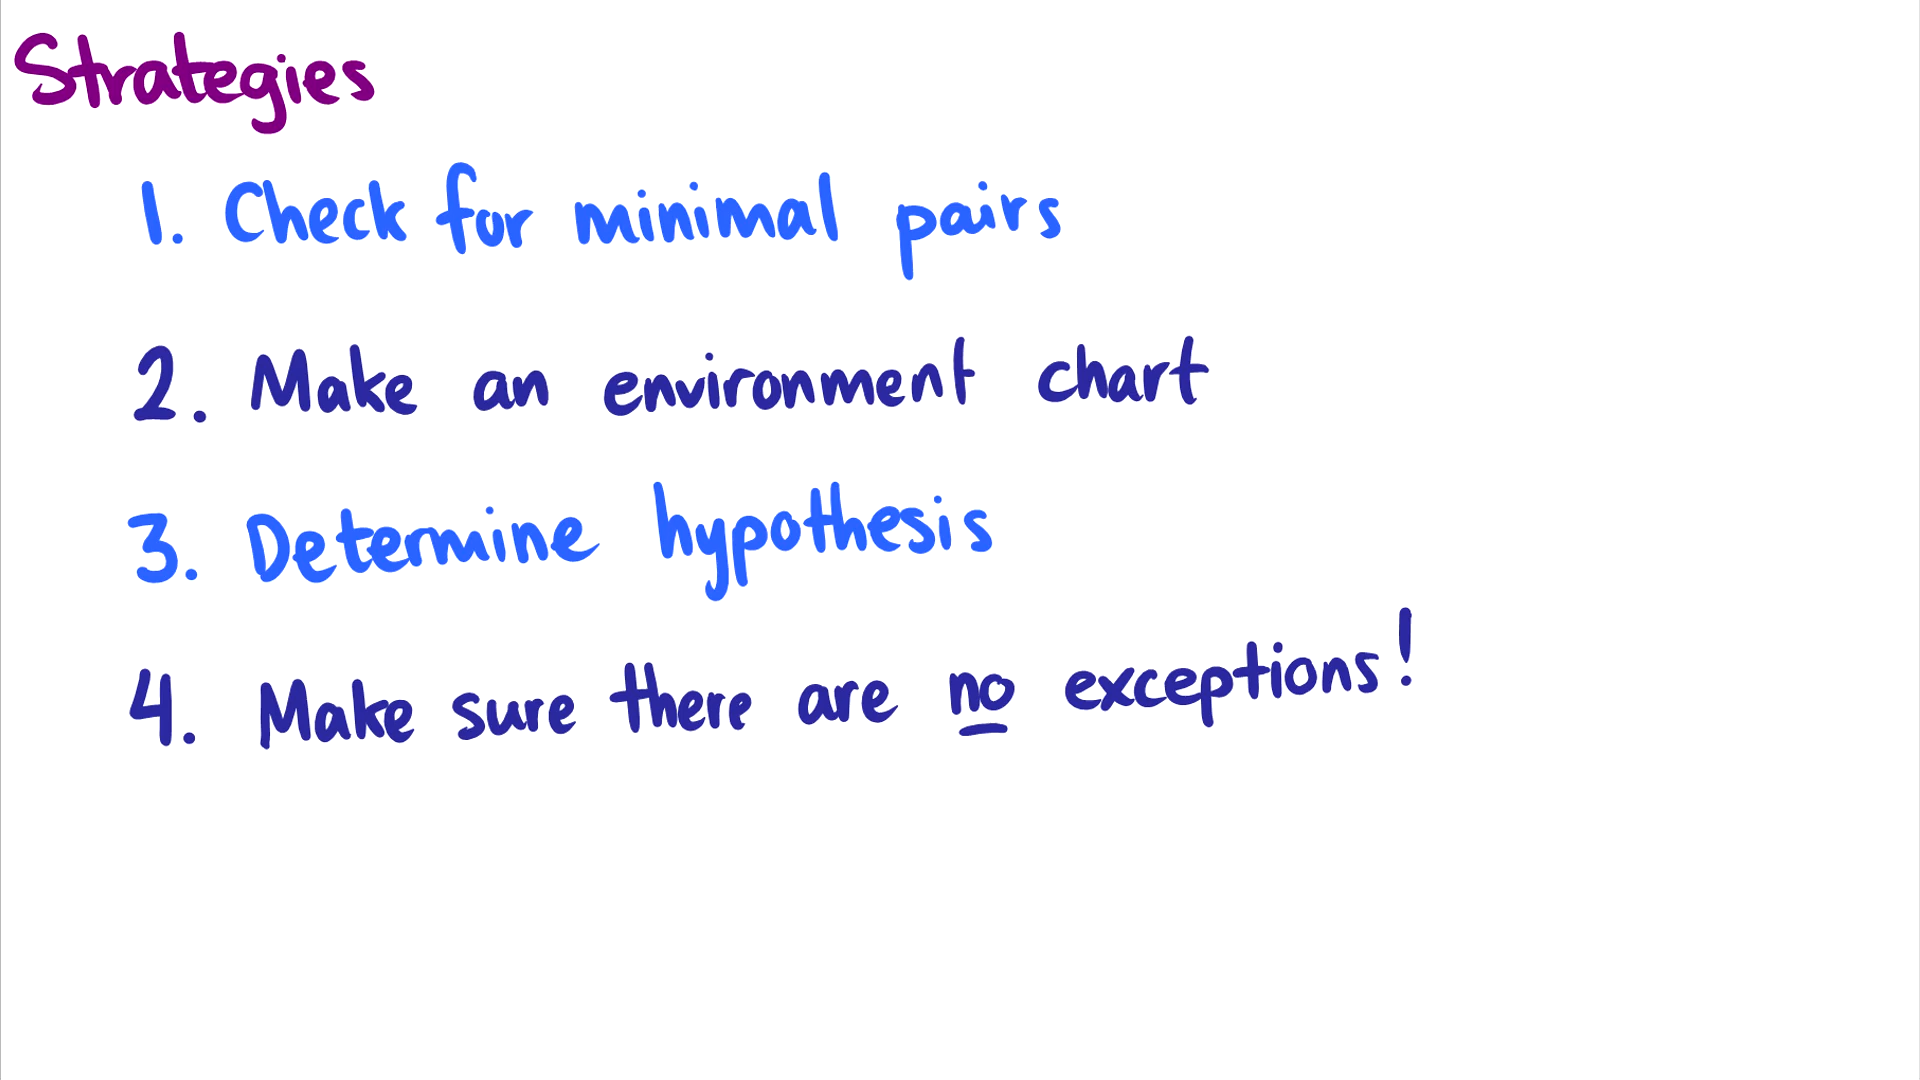 Strategies
1. Check for minimal pairs
2. Make an environment chart
3. Determine hypothesis
4. Make sure there are no exceptions!